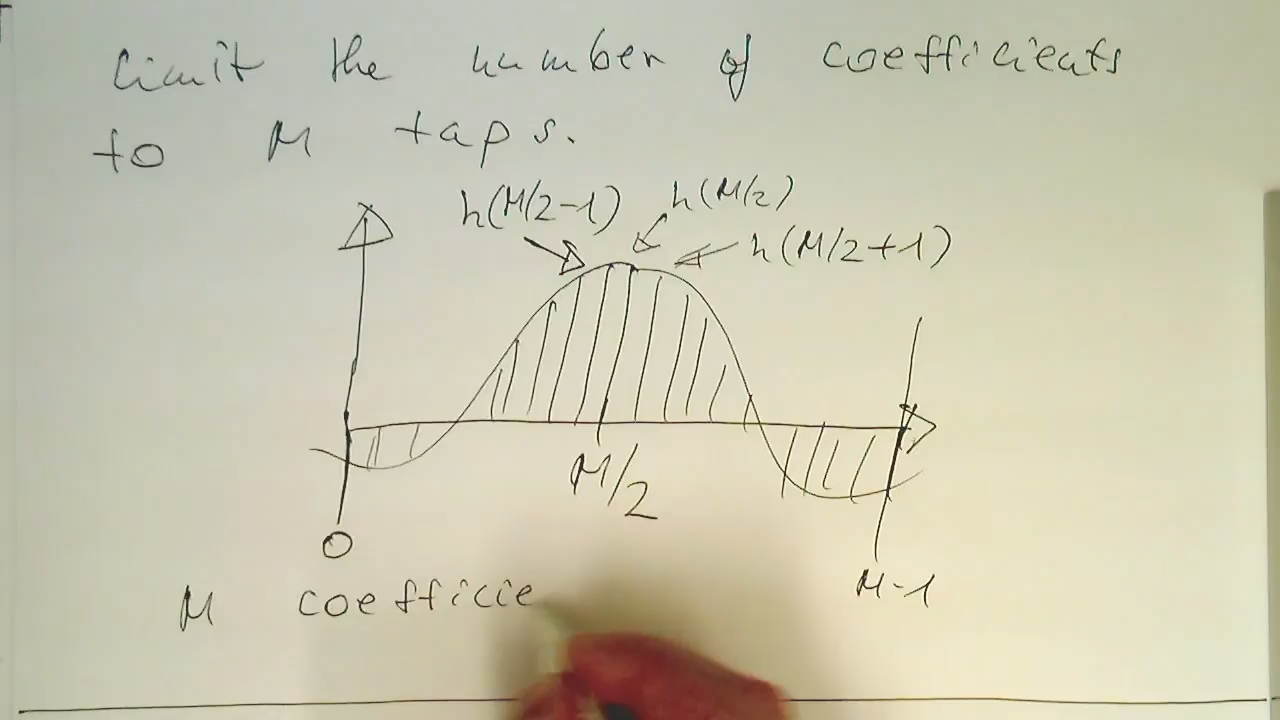 Limit the number of coefficients
to M taps.
h(M/2-1) h(M/2)
h(M/2+1)
M/2
0
M-1
M coefficie